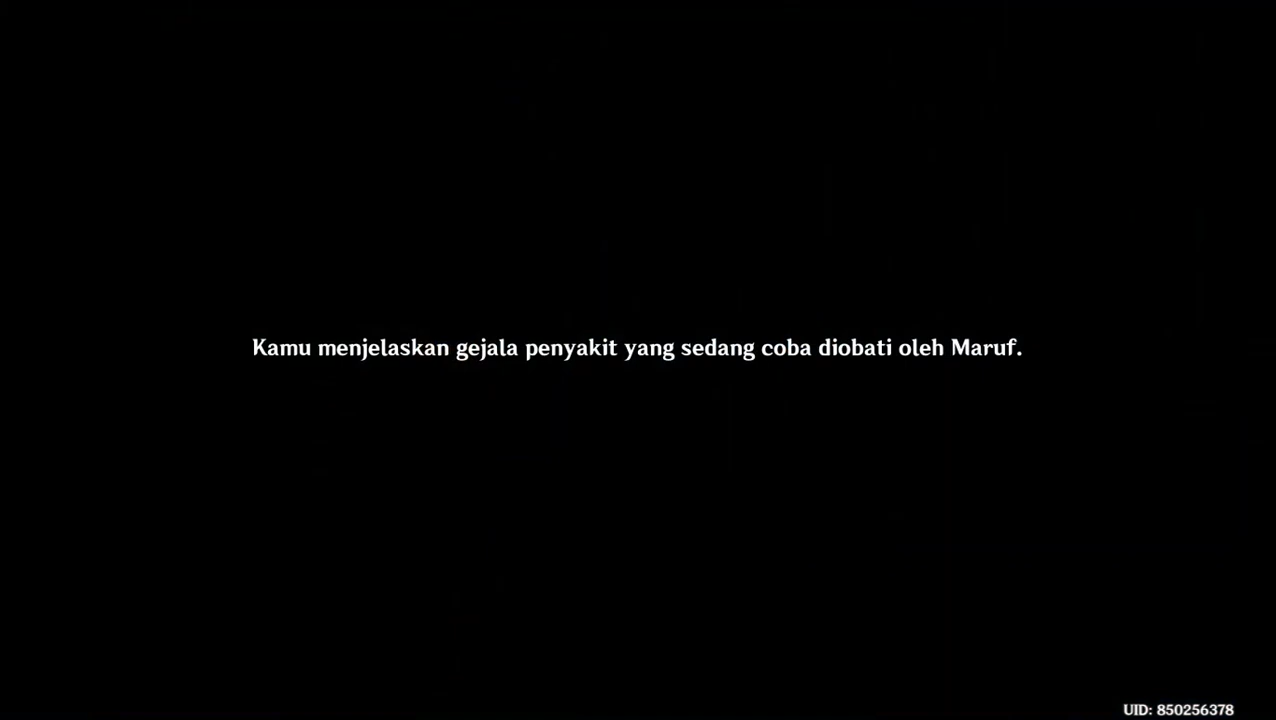 Kamu menjelaskan gejala penyakit yang sedang coba diobati oleh Maruf.
UID: 850256378